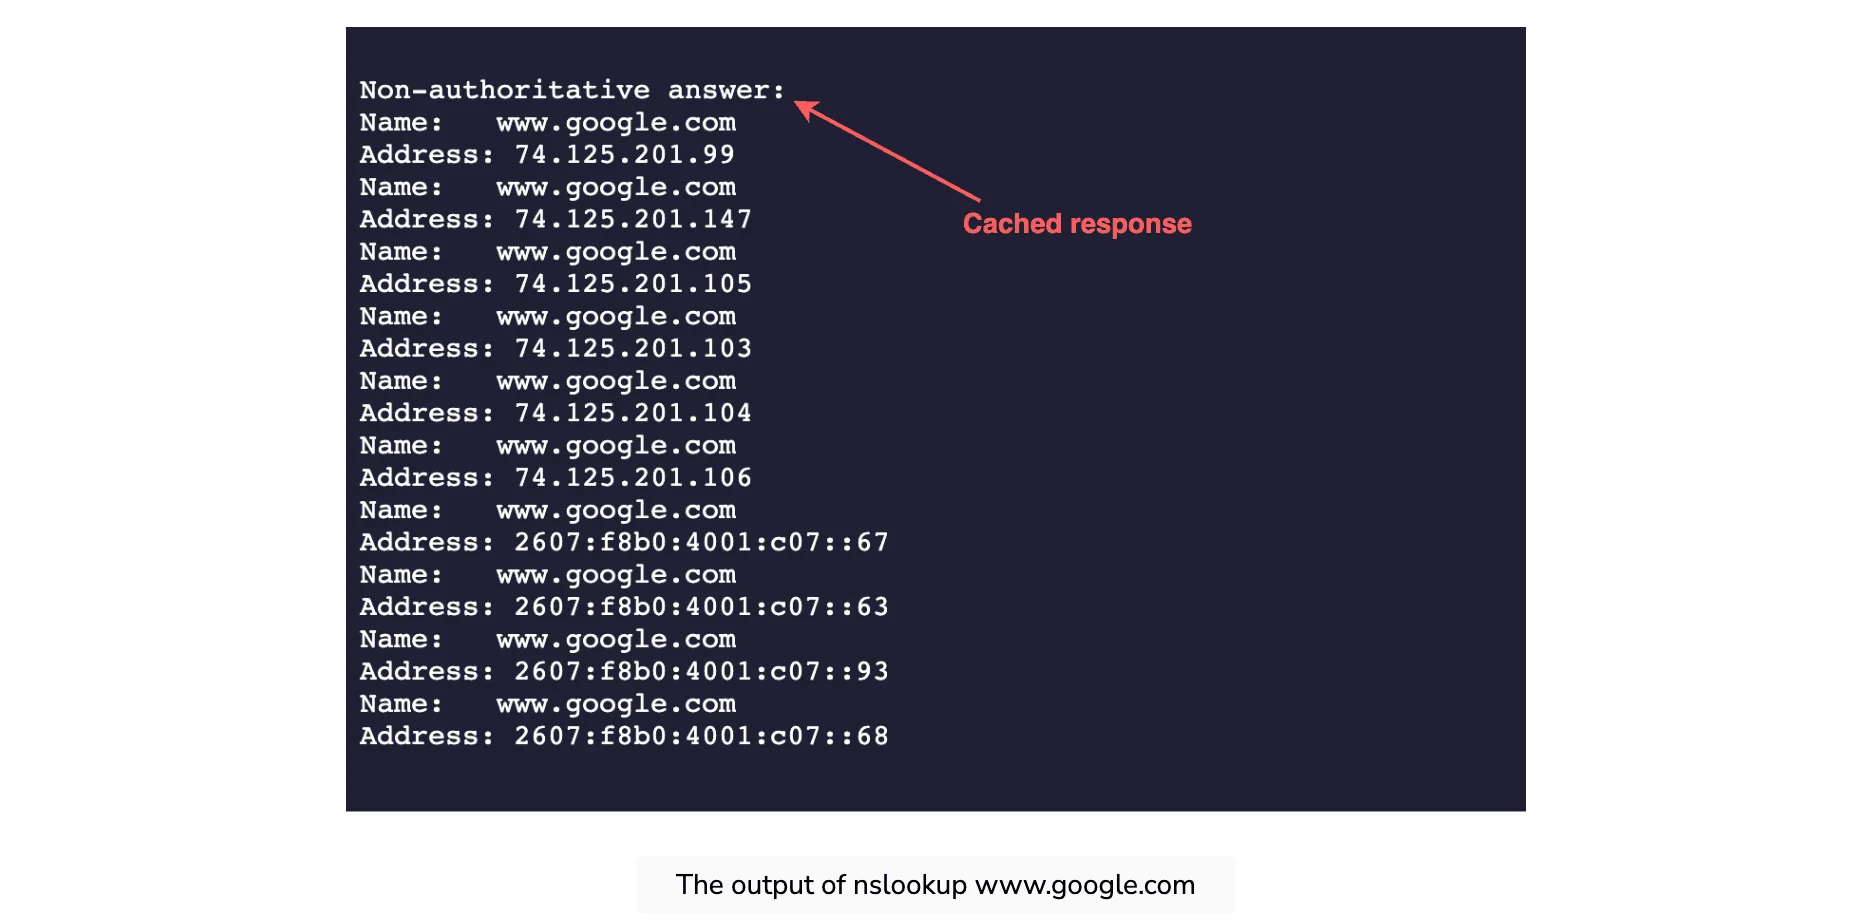 Non-authoritative answer:
Name:   www.google.com
Address: 74.125.201.99
Name:   www.google.com
Address: 74.125.201.147
Cached response
Name:   www.google.com
Address: 74.125.201.105
Name:   www.google.com
Address: 74.125.201.103
Name:   www.google.com
Address: 74.125.201.104
Name:   www.google.com
Address: 74.125.201.106
Name:   www.google.com
Address: 2607:f8b0:4001:c07::67
Name:   www.google.com
Address: 2607:f8b0:4001:c07::63
Name:   www.google.com
Address: 2607:f8b0:4001:c07::93
Name:   www.google.com
Address: 2607:f8b0:4001:c07::68
The output of nslookup www.google.com